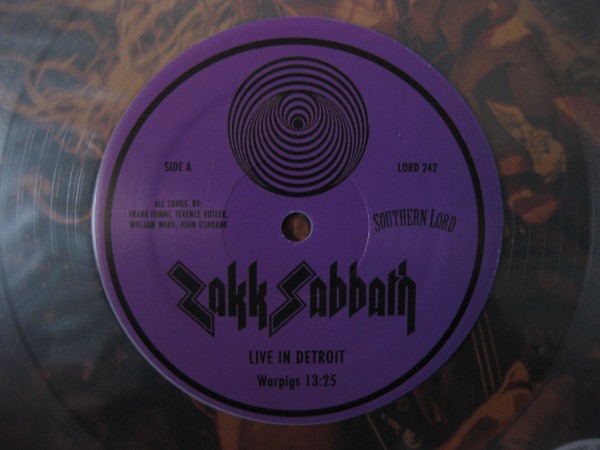 SIDE A
LORD 242
ALL SONGS BY:
FRANK IOMMI, TERENCE BUTLER,
WILLIAM WARD, JOHN OSBORNE
SOUTHERN LORD
Zakk Sabbath
LIVE IN DETROIT
Warpigs 13:25